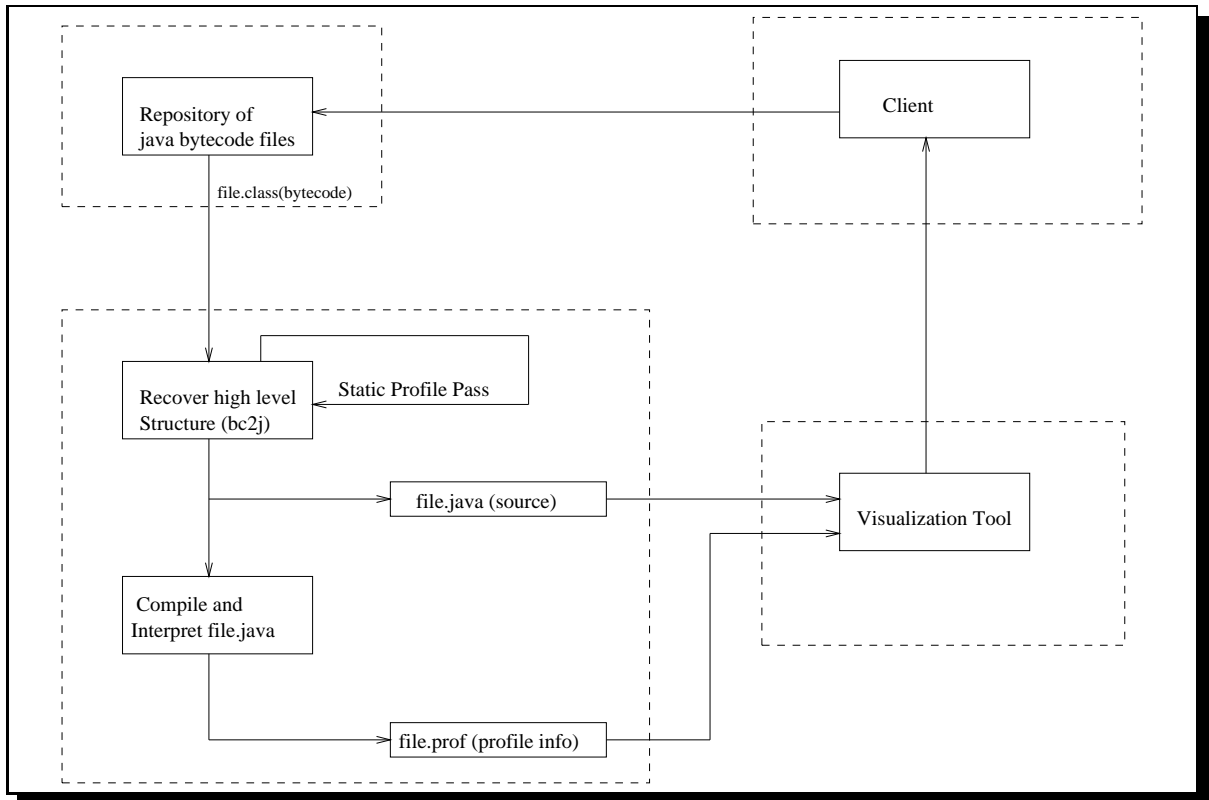 Repository of
java bytecode files
Client
file.class(bytecode)
Recover high level
Structure (bc2j)
Static Profile Pass
file.java (source)
Visualization Tool
Compile and
Interpret file.java
file.prof (profile info)